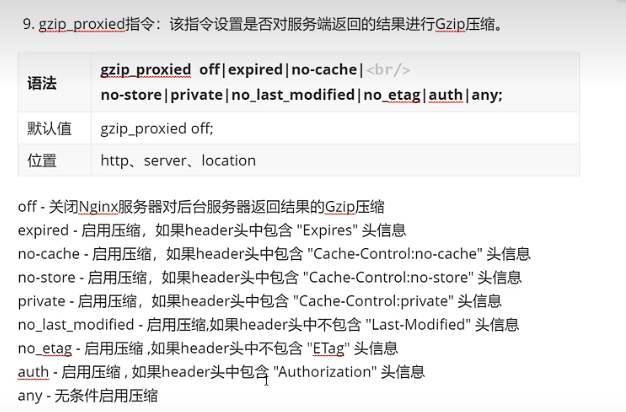 9. gzip_proxied指令：该指令设置是否对服务端返回的结果进行Gzip压缩。
语法
gzip_proxied off|expired|no-cache|<br/>
no-store|private|no_last_modified|no_etag|auth|any;
默认值 gzip_proxied off;
位置 http、server、location
off - 关闭Nginx服务器对后台服务器返回结果的Gzip压缩
expired - 启用压缩，如果header头中包含 "Expires" 头信息
no-cache - 启用压缩，如果header头中包含 "Cache-Control:no-cache" 头信息
no-store - 启用压缩，如果header头中包含 "Cache-Control:no-store" 头信息
private - 启用压缩，如果header头中包含 "Cache-Control:private" 头信息
no_last_modified - 启用压缩,如果header头中不包含 "Last-Modified" 头信息
no_etag - 启用压缩 ,如果header头中不包含 "ETag" 头信息
auth - 启用压缩 , 如果header头中包含 "Authorization" 头信息
any - 无条件启用压缩